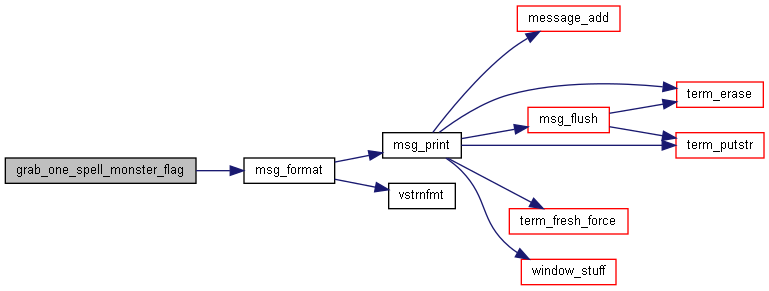 grab_one_spell_monster_flag
msg_format
msg_print
vstrnfmt
message_add
msg_flush
term_erase
term_putstr
term_fresh_force
window_stuff